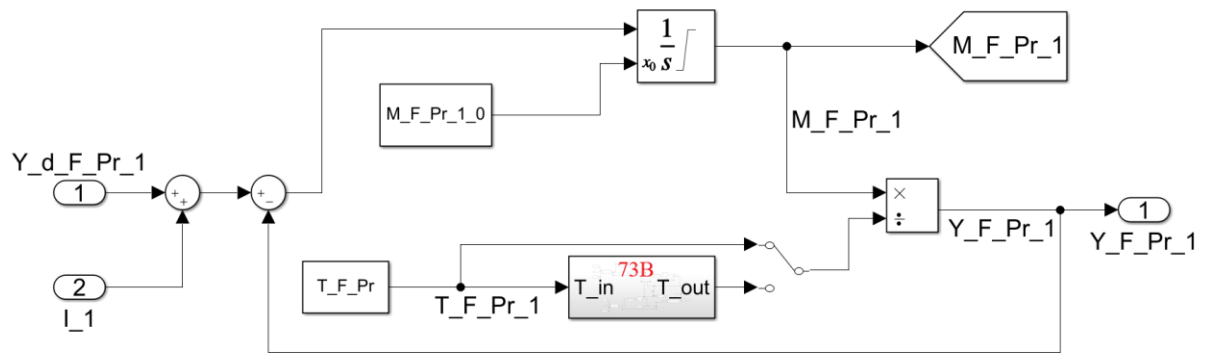 1
s
x₀
M_F_Pr_1
M_F_Pr_1_0
M_F_Pr_1
Y_d_F_Pr_1
1
+
+
+
−
×
÷
1
Y_F_Pr_1
Y_F_Pr_1
73B
2
T_F_Pr
T_in
T_out
T_F_Pr_1
I_1